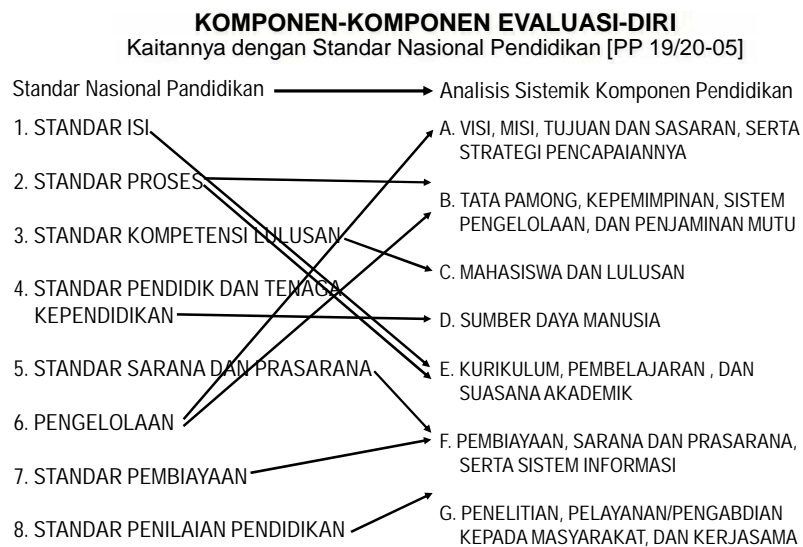 KOMPONEN-KOMPONEN EVALUASI-DIRI
Kaitannya dengan Standar Nasional Pendidikan [PP 19/20-05]
Standar Nasional Pandidikan
1. STANDAR ISI
2. STANDAR PROSES
3. STANDAR KOMPETENSI LULUSAN
4. STANDAR PENDIDIK DAN TENAGA
KEPENDIDIKAN
5. STANDAR SARANA DAN PRASARANA
6. PENGELOLAAN
7. STANDAR PEMBIAYAAN
8. STANDAR PENILAIAN PENDIDIKAN
Analisis Sistemik Komponen Pendidikan
A. VISI, MISI, TUJUAN DAN SASARAN, SERTA
STRATEGI PENCAPAIANNYA
B. TATA PAMONG, KEPEMIMPINAN, SISTEM
PENGELOLAAN, DAN PENJAMINAN MUTU
C. MAHASISWA DAN LULUSAN
D. SUMBER DAYA MANUSIA
E. KURIKULUM, PEMBELAJARAN , DAN
SUASANA AKADEMIK
F. PEMBIAYAAN, SARANA DAN PRASARANA,
SERTA SISTEM INFORMASI
G. PENELITIAN, PELAYANAN/PENGABDIAN
KEPADA MASYARAKAT, DAN KERJASAMA